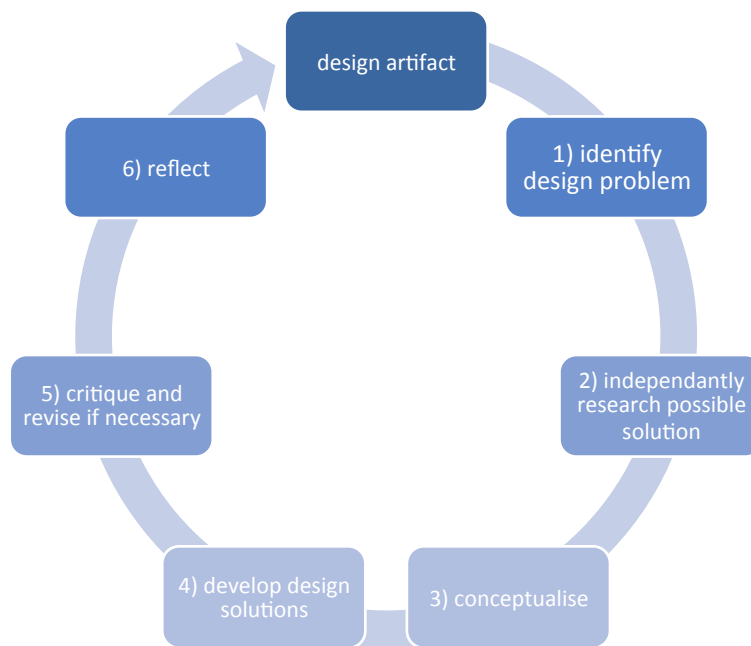 design artifact
1) identify
design problem
2) independantly
research possible
solution
3) conceptualise
4) develop design
solutions
5) critique and
revise if necessary
6) reflect